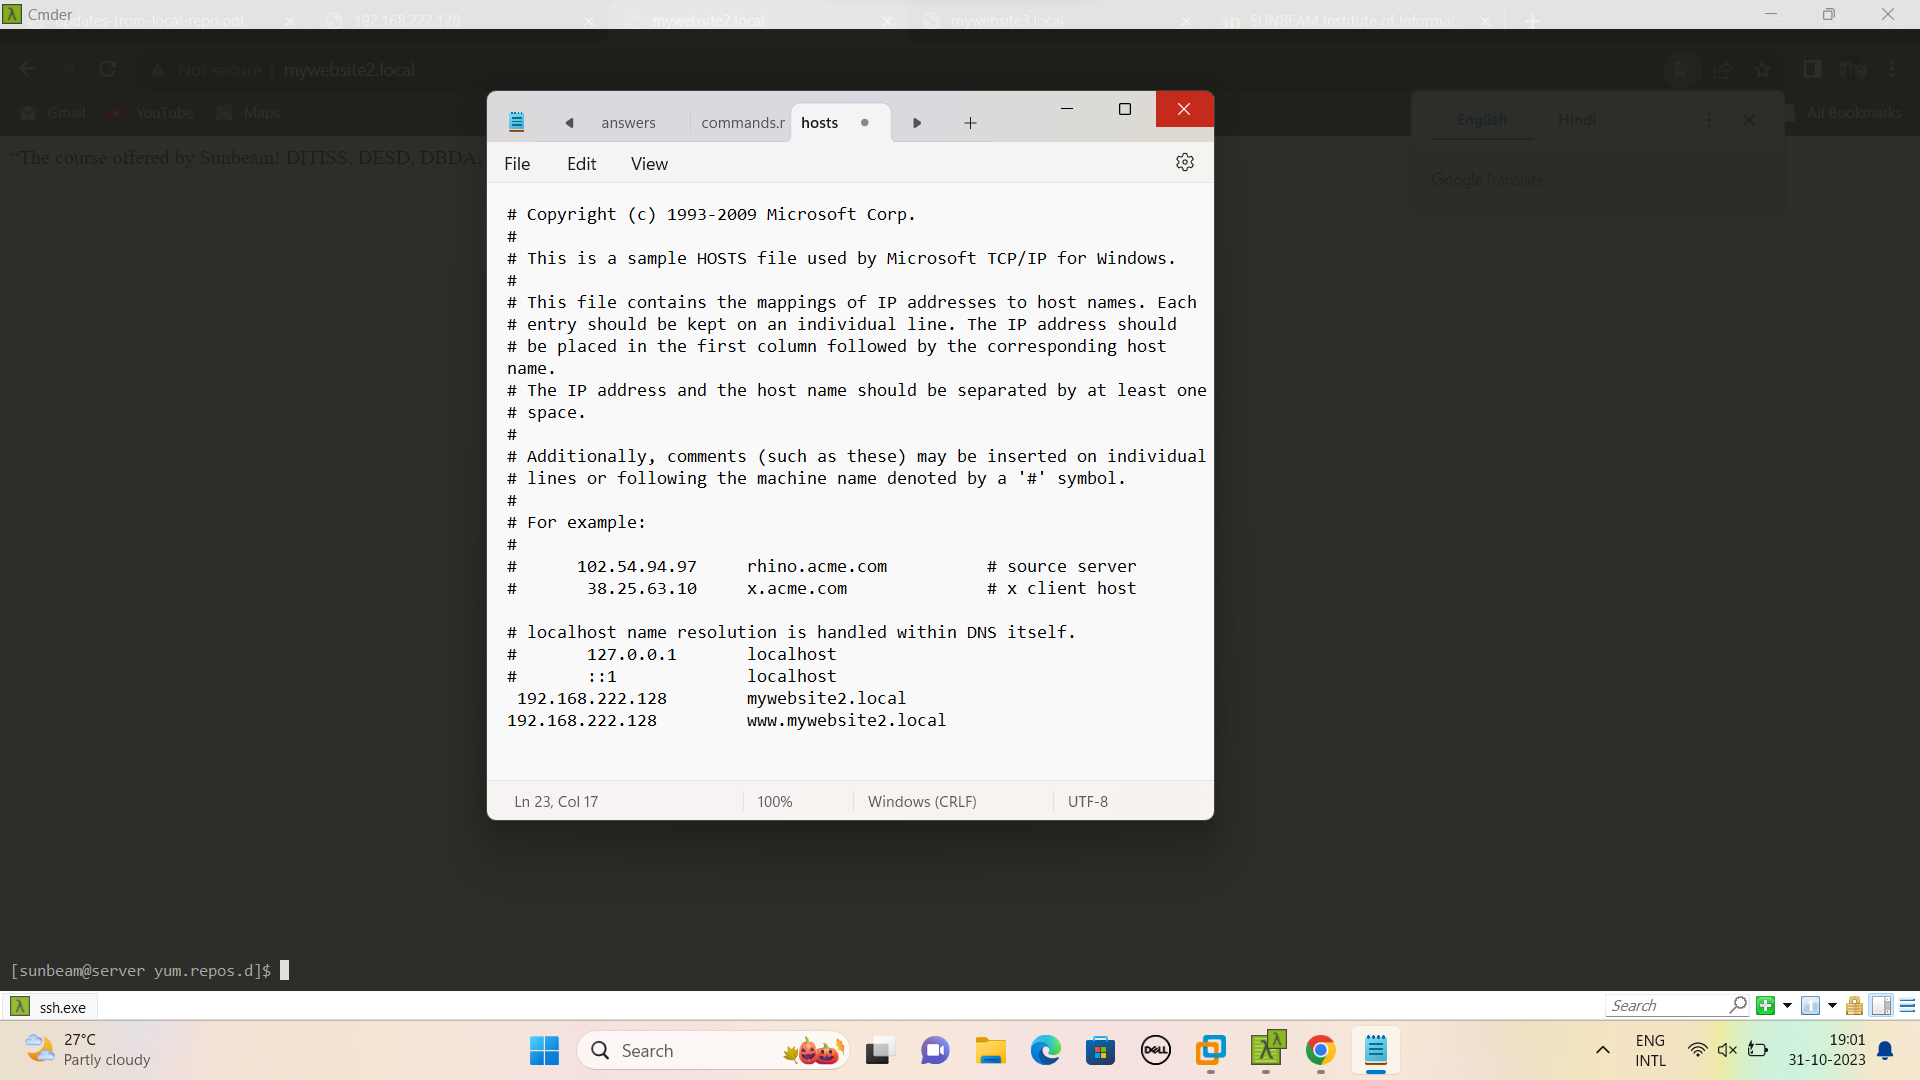 Cmder
updates-from-local-repo.pdf
192.168.222.128
mywebsite2.local
mywebsite3.local
SUNBEAM Institute of Informat
Not secure
mywebsite2.local
Gmail
YouTube
Maps
All Bookmarks
English
Hindi
Google Translate
"The course offered by Sunbeam! DITISS, DESD, DBDA.
answers
commands.r
hosts
File
Edit
View
# Copyright (c) 1993-2009 Microsoft Corp.
#
# This is a sample HOSTS file used by Microsoft TCP/IP for Windows.
#
# This file contains the mappings of IP addresses to host names. Each
# entry should be kept on an individual line. The IP address should
# be placed in the first column followed by the corresponding host
name.
# The IP address and the host name should be separated by at least one
# space.
#
# Additionally, comments (such as these) may be inserted on individual
# lines or following the machine name denoted by a '#' symbol.
#
# For example:
#
#      102.54.94.97     rhino.acme.com          # source server
#       38.25.63.10     x.acme.com              # x client host
# localhost name resolution is handled within DNS itself.
#       127.0.0.1       localhost
#       ::1             localhost
 192.168.222.128        mywebsite2.local
192.168.222.128         www.mywebsite2.local
Ln 23, Col 17
100%
Windows (CRLF)
UTF-8
[sunbeam@server yum.repos.d]$
ssh.exe
Search
27°C
Partly cloudy
Search
DELL
ENG
INTL
19:01
31-10-2023